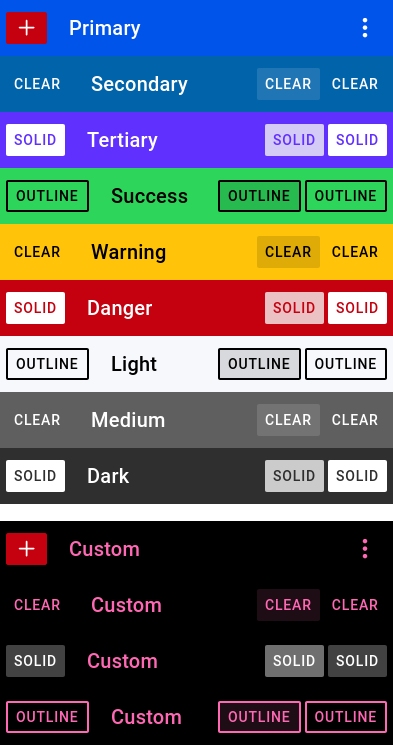 Primary
CLEAR Secondary CLEAR CLEAR
SOLID Tertiary SOLID SOLID
OUTLINE Success OUTLINE OUTLINE
CLEAR Warning CLEAR CLEAR
SOLID Danger SOLID SOLID
OUTLINE Light OUTLINE OUTLINE
CLEAR Medium CLEAR CLEAR
SOLID Dark SOLID SOLID
Custom
CLEAR Custom CLEAR CLEAR
SOLID Custom SOLID SOLID
OUTLINE Custom OUTLINE OUTLINE